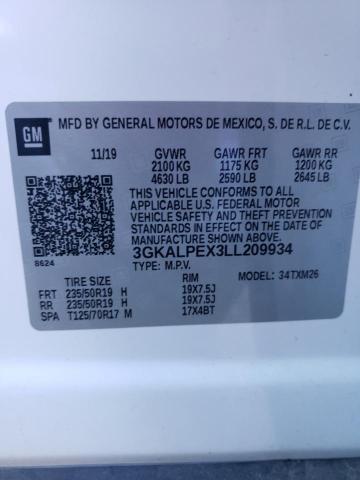 GM
MFD BY GENERAL MOTORS DE MEXICO, S. DE R.L. DE C.V.
11/19 GVWR GAWR FRT GAWR RR
2100 KG 1175 KG 1200 KG
4630 LB 2590 LB 2645 LB
THIS VEHICLE CONFORMS TO ALL
APPLICABLE U.S. FEDERAL MOTOR
VEHICLE SAFETY, BUMPER, AND THEFT
PREVENTION STANDARDS IN EFFECT ON
THE DATE OF MANUFACTURE SHOWN ABOVE.
3GKALPEX3LL209934
8624 TYPE: M.P.V.
TIRE SIZE RIM MODEL: 34TXM26
FRT 235/50R19 H 19X7.5J
RR 235/50R19 H 19X7.5J
SPA T125/70R17 M 17X4BT